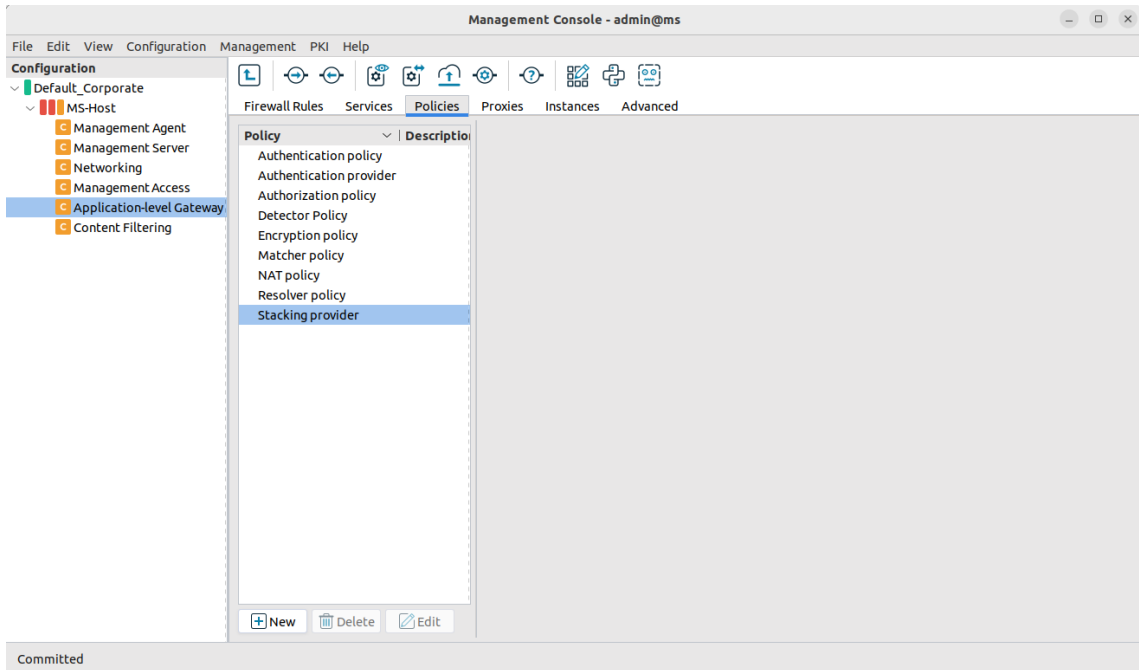 Management Console - admin@ms
File Edit View Configuration Management PKI Help
Configuration
Default_Corporate
MS-Host
C Management Agent
C Management Server
C Networking
C Management Access
C Application-level Gateway
C Content Filtering
Firewall Rules Services Policies Proxies Instances Advanced
Policy Description
Authentication policy
Authentication provider
Authorization policy
Detector Policy
Encryption policy
Matcher policy
NAT policy
Resolver policy
Stacking provider
New Delete Edit
Committed